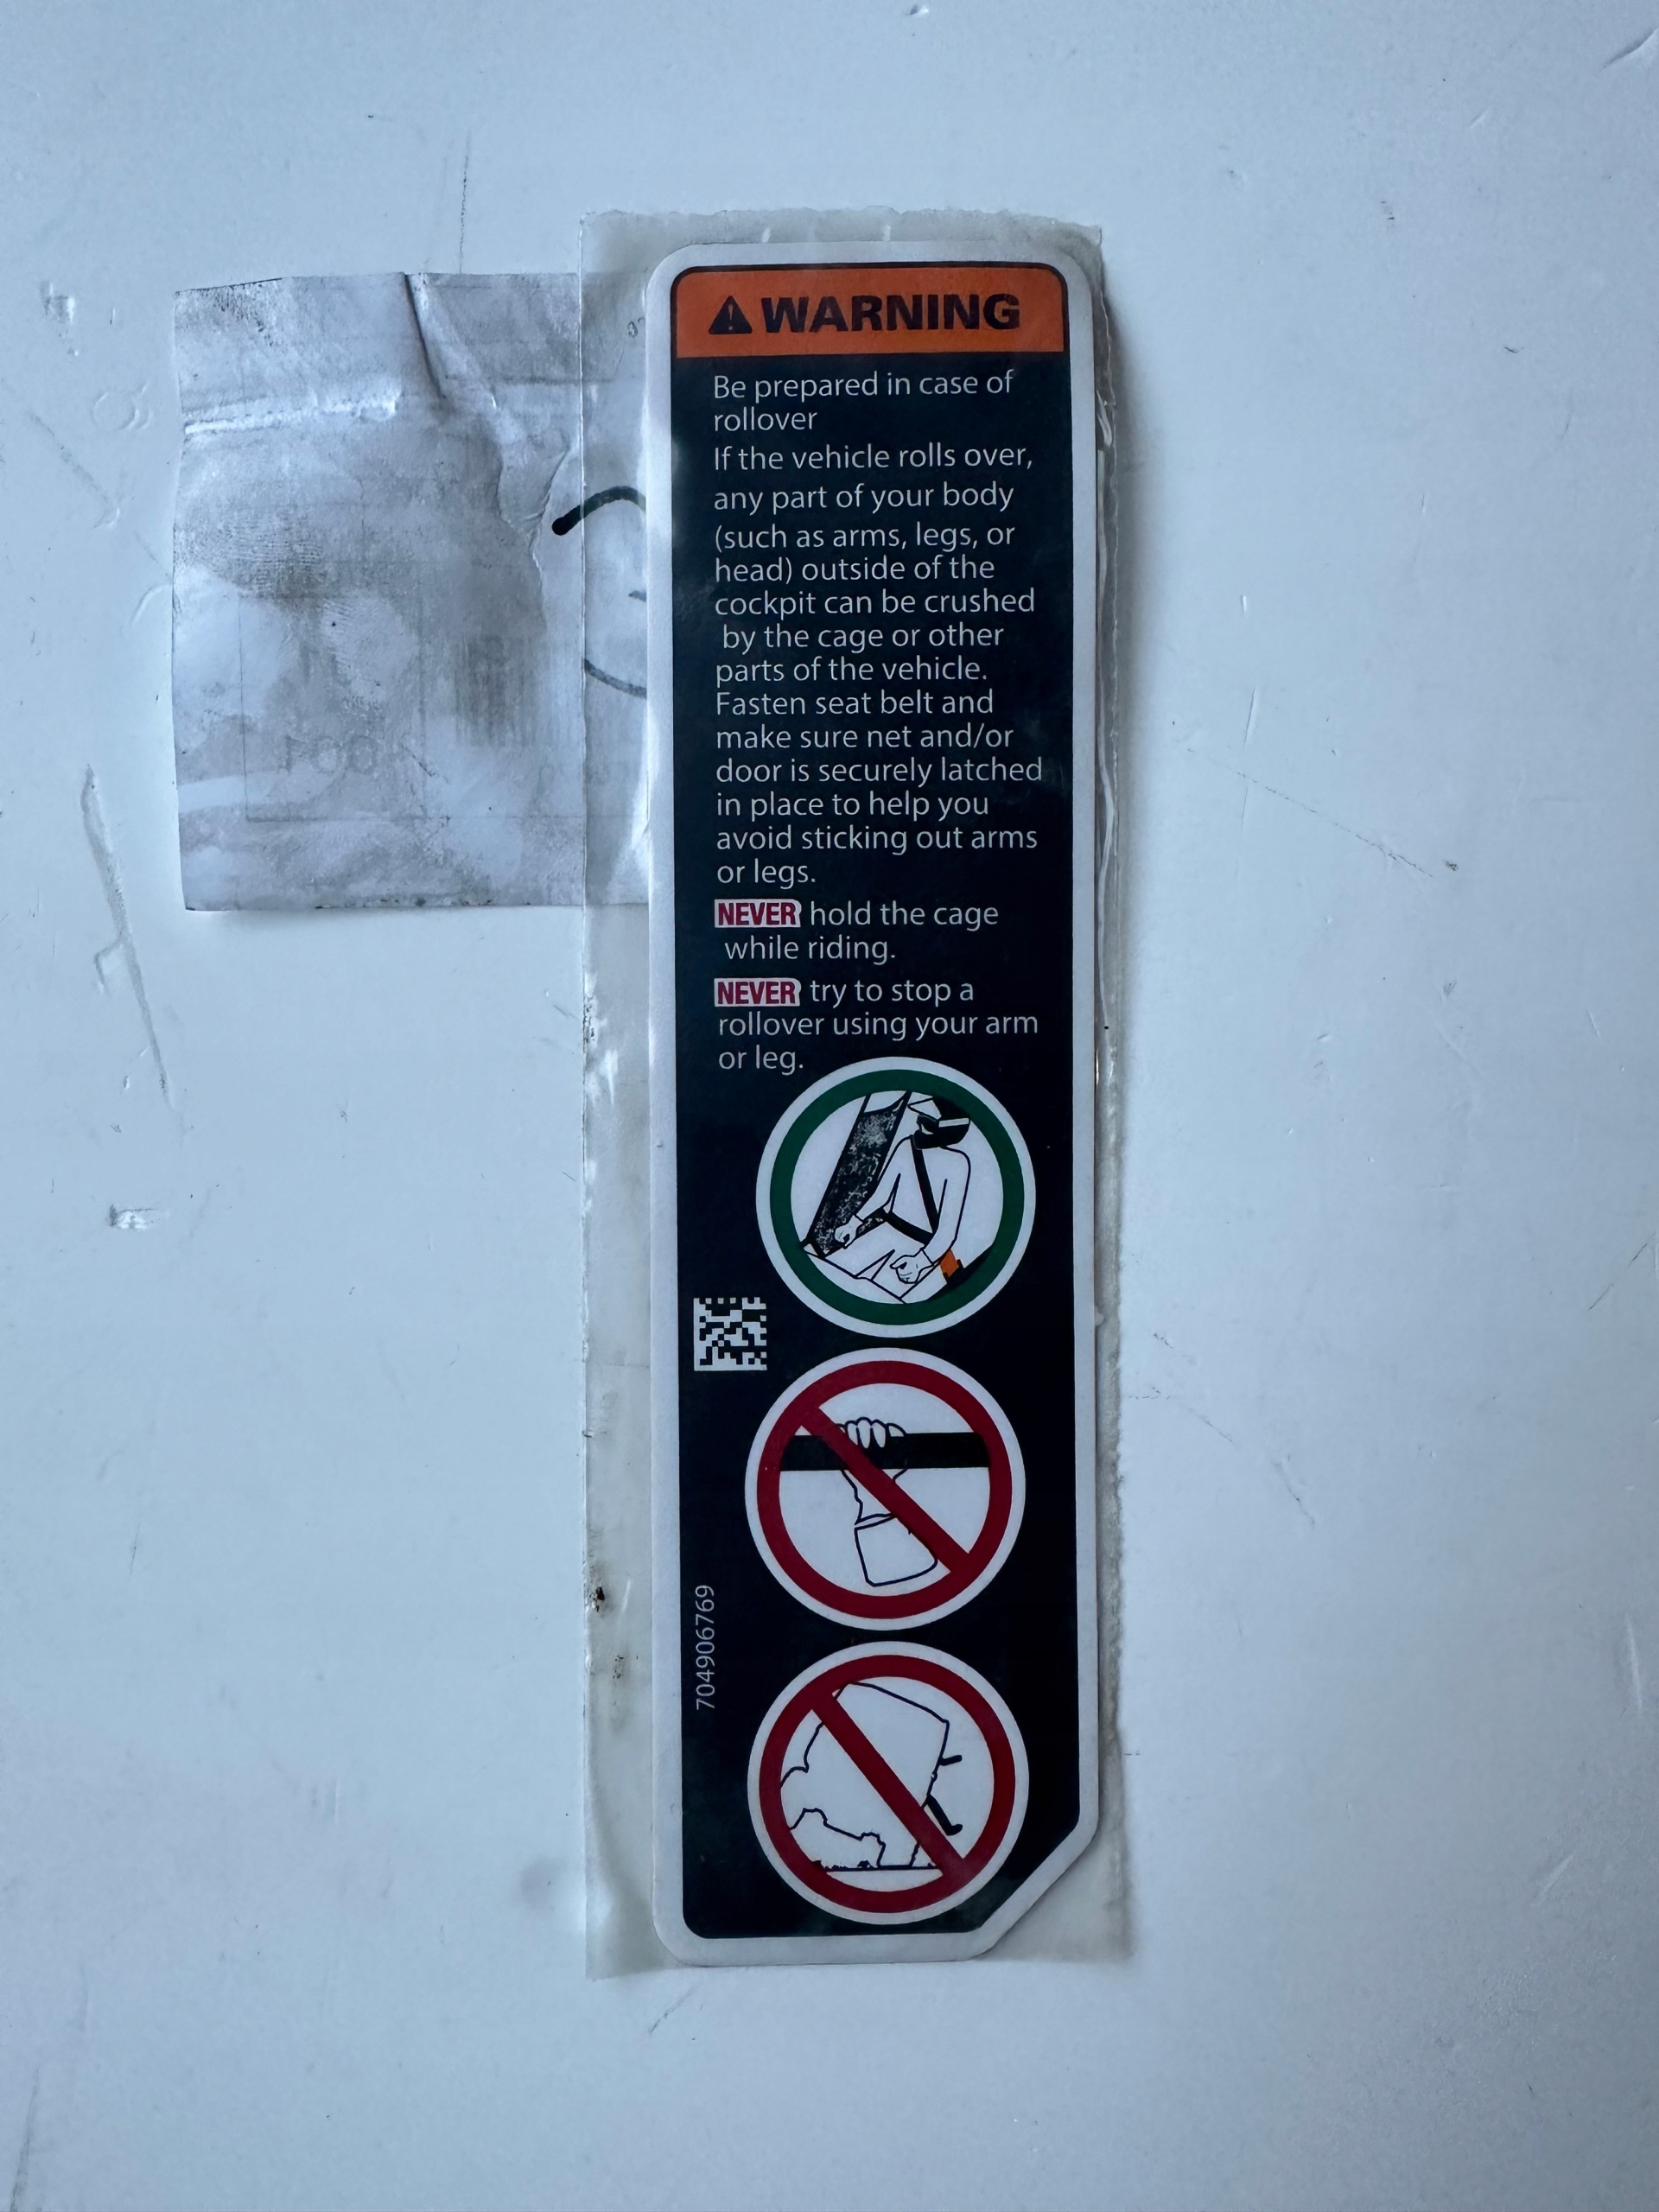 WARNING
Be prepared in case of
rollover
If the vehicle rolls over,
any part of your body
(such as arms, legs, or
head) outside of the
cockpit can be crushed
by the cage or other
parts of the vehicle.
Fasten seat belt and
make sure net and/or
door is securely latched
in place to help you
avoid sticking out arms
or legs.
NEVER hold the cage
while riding.
NEVER try to stop a
rollover using your arm
or leg.
704906769